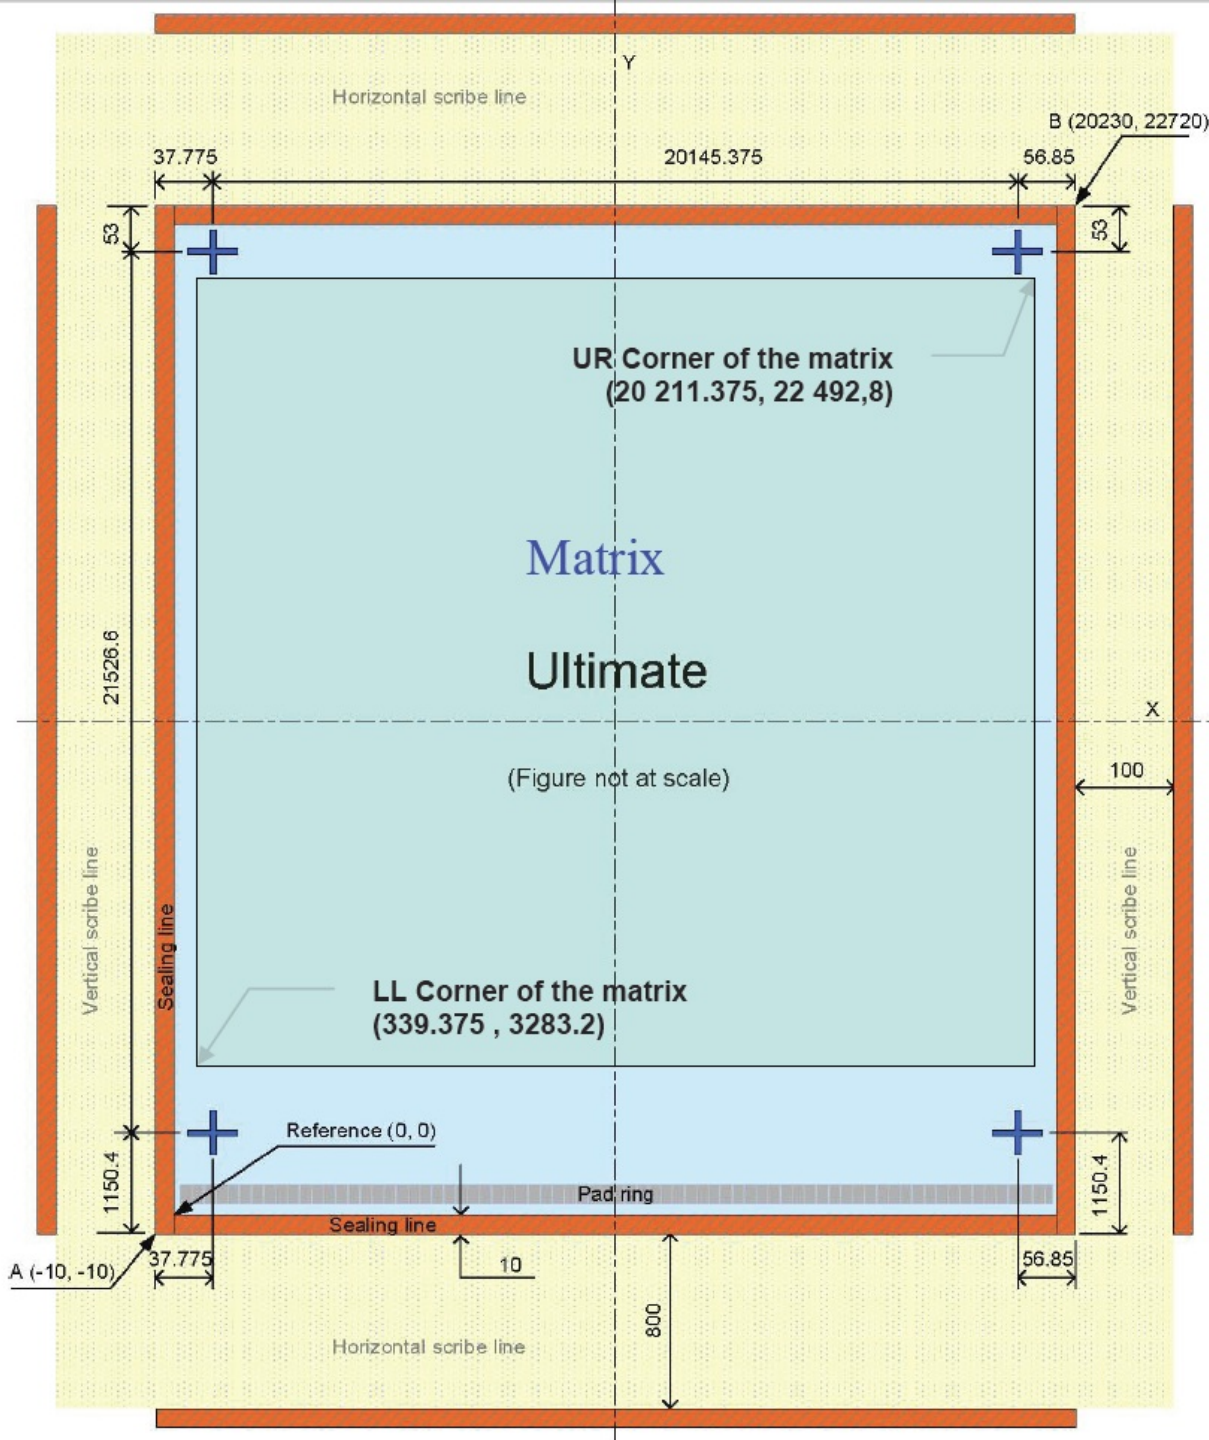 Y
Horizontal scribe line
B (20230, 22720)
37.775
20145.375
56.85
53
53
UR Corner of the matrix
(20 211.375, 22 492,8)
Matrix
21526.6
Ultimate
X
(Figure not at scale)
100
Vertical scribe line
Sealing line
Vertical scribe line
LL Corner of the matrix
(339.375 , 3283.2)
Reference (0, 0)
1150.4
1150.4
Pad ring
Sealing line
A (-10, -10)
37.775
10
56.85
800
Horizontal scribe line